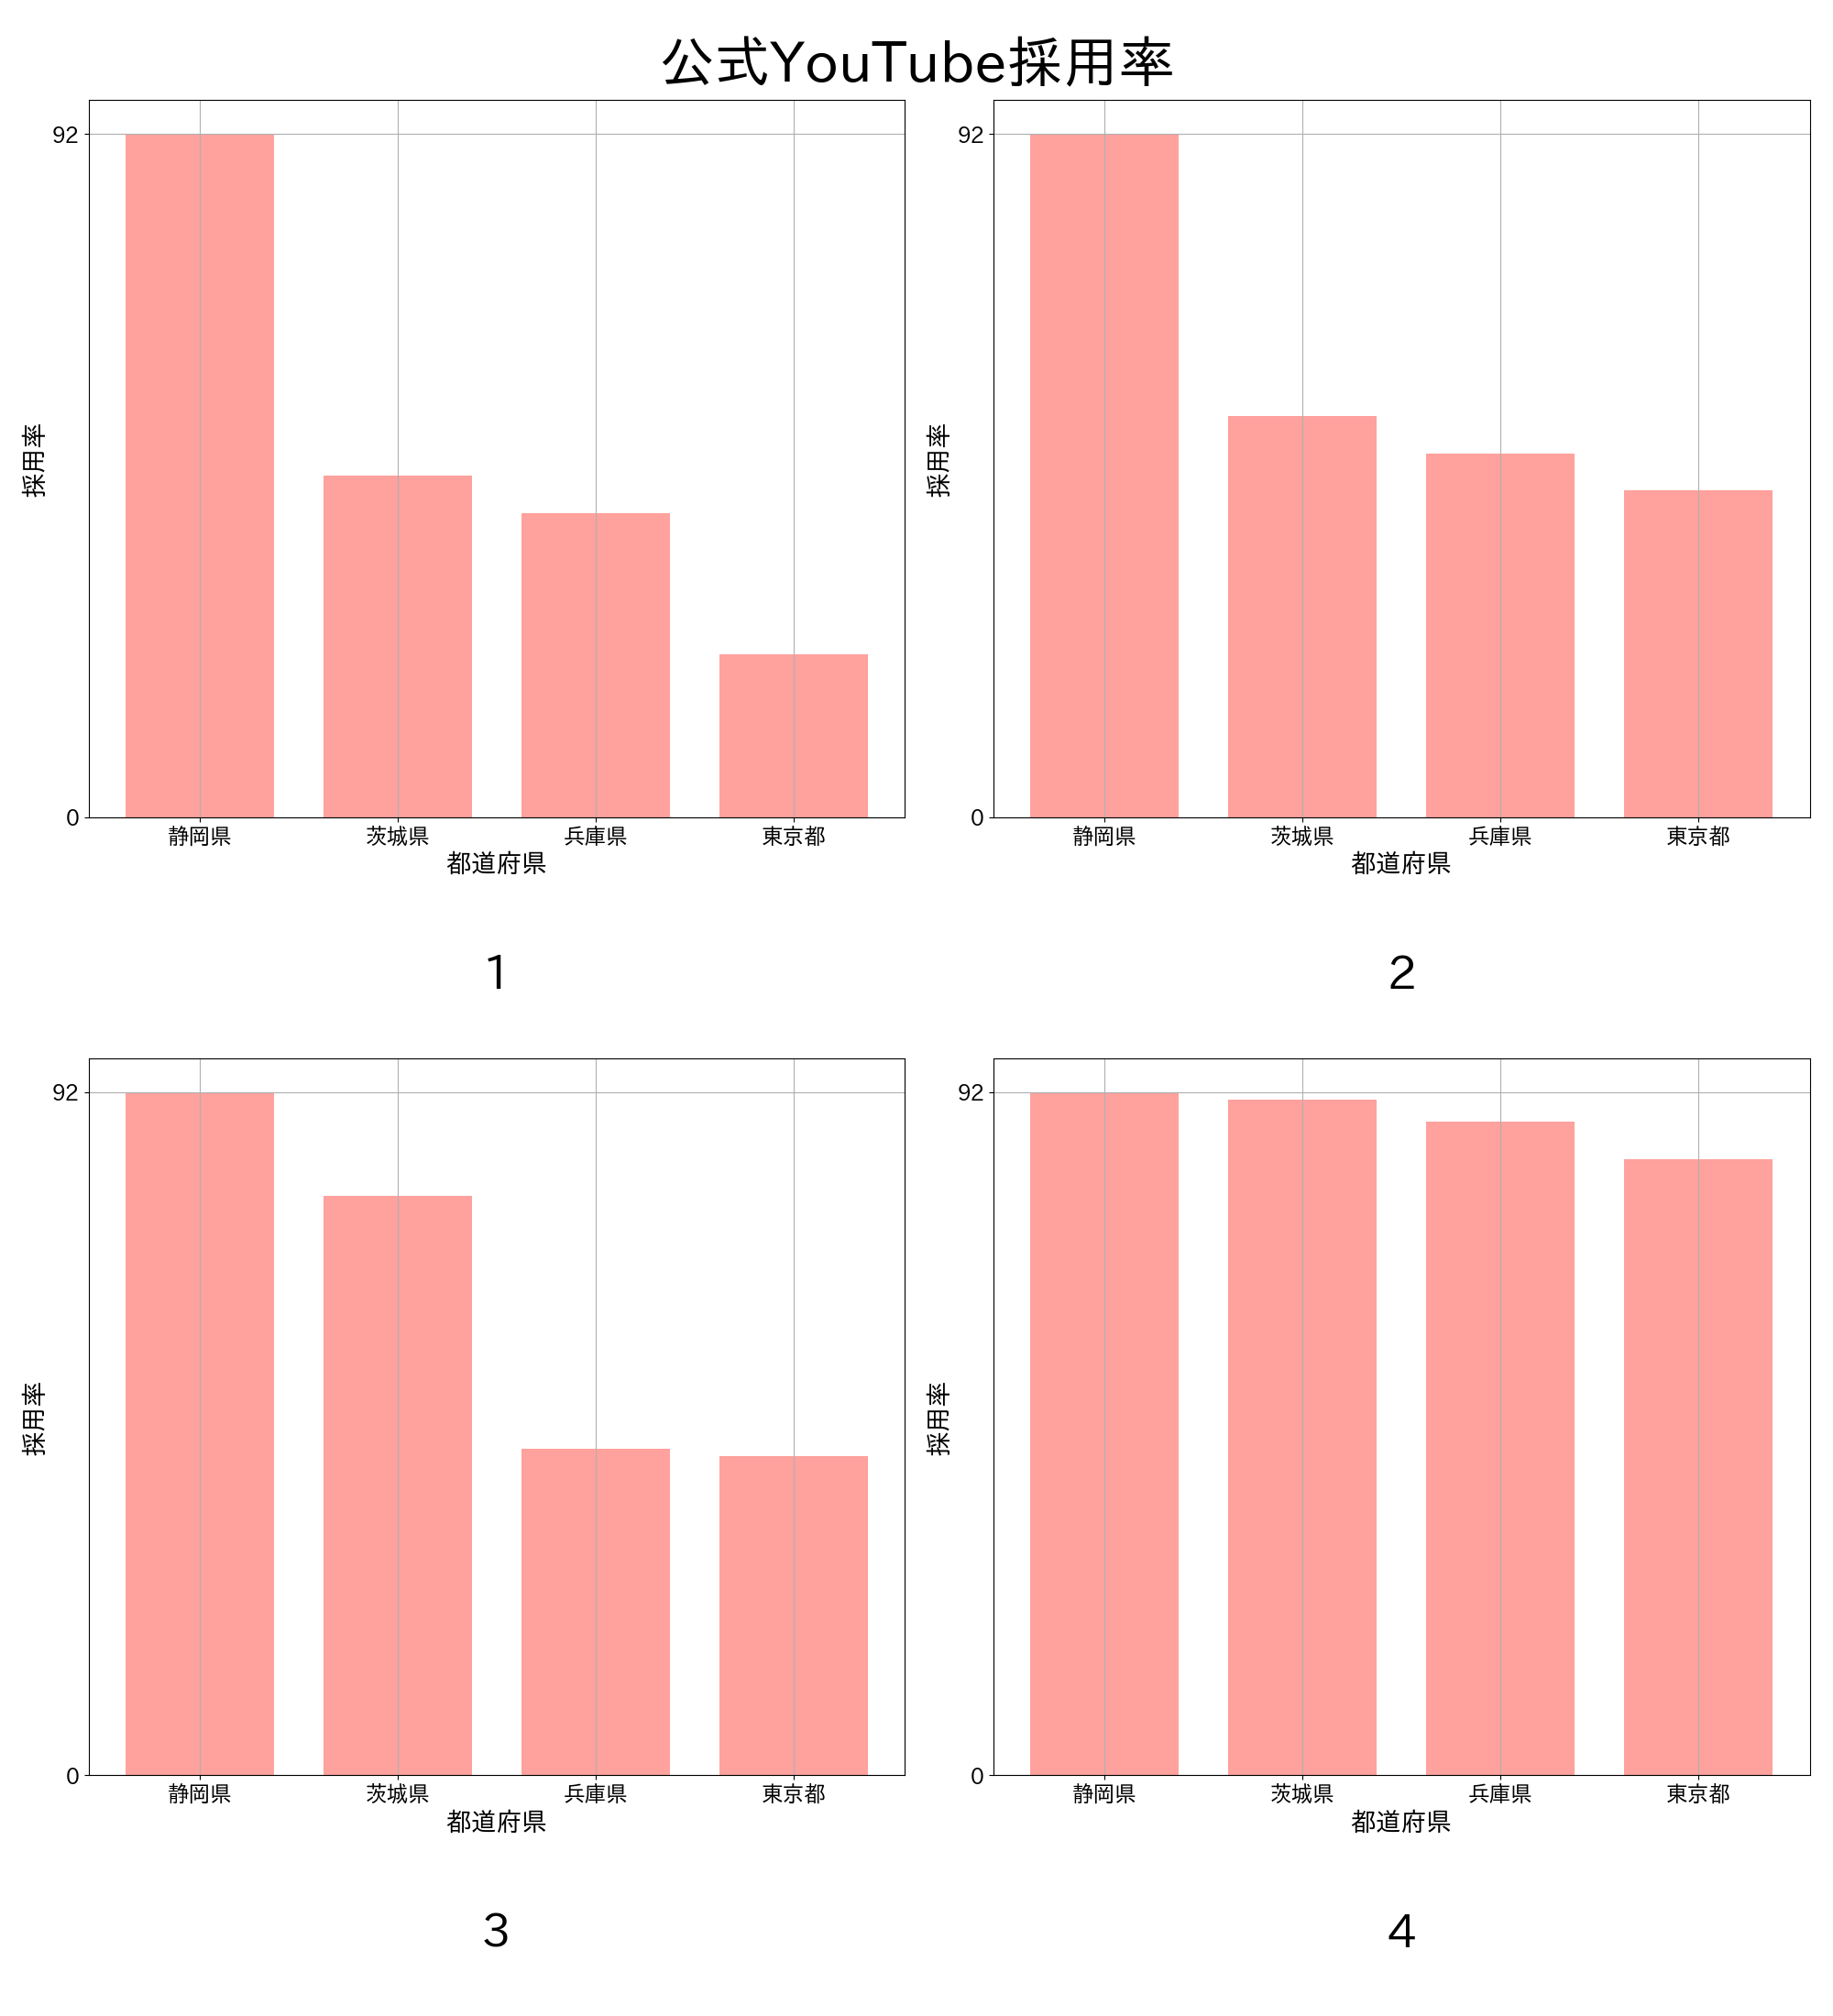 公式YouTube採用率
92
採用率
0
静岡県 茨城県 兵庫県 東京都
都道府県
1
92
採用率
0
静岡県 茨城県 兵庫県 東京都
都道府県
2
92
採用率
0
静岡県 茨城県 兵庫県 東京都
都道府県
3
92
採用率
0
静岡県 茨城県 兵庫県 東京都
都道府県
4